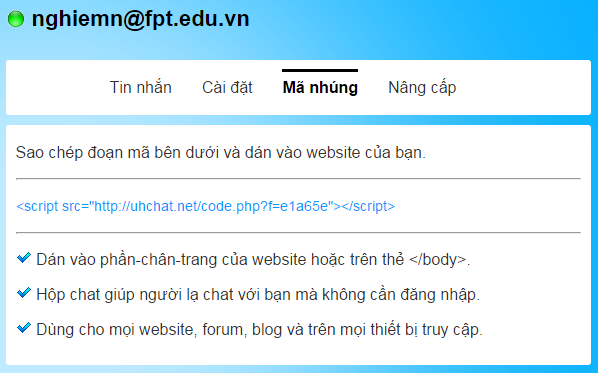 nghiemn@fpt.edu.vn
Tin nhắn Cài đặt Mã nhúng Nâng cấp
Sao chép đoạn mã bên dưới và dán vào website của bạn.
<script src="http://uhchat.net/code.php?f=e1a65e"></script>
Dán vào phần-chân-trang của website hoặc trên thẻ </body>.
Hộp chat giúp người lạ chat với bạn mà không cần đăng nhập.
Dùng cho mọi website, forum, blog và trên mọi thiết bị truy cập.